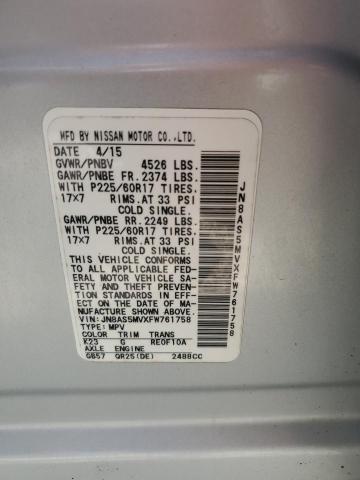 MFD BY NISSAN MOTOR CO.,LTD.
DATE 4/15
GVWR/PNBV 4526 LBS.
GAWR/PNBE FR. 2374 LBS.
WITH P225/60R17 TIRES.
17X7 RIMS.AT 33 PSI
COLD SINGLE.
GAWR/PNBE RR. 2249 LBS.
WITH P225/60R17 TIRES.
17X7 RIMS.AT 33 PSI
COLD SINGLE.
THIS VEHICLE CONFORMS
TO ALL APPLICABLE FED-
ERAL MOTOR VEHICLE SA-
FETY AND THEFT PREVE-
NTION STANDARDS IN EFF-
ECT ON THE DATE OF MA-
NUFACTURE SHOWN ABOVE.
VIN: JN8AS5MVXFW761758
TYPE: MPV
COLOR TRIM TRANS
K23 G RE0F10A
AXLE ENGINE
GB57 QR25(DE) 2488CC
JN8AS5MVXFW761758